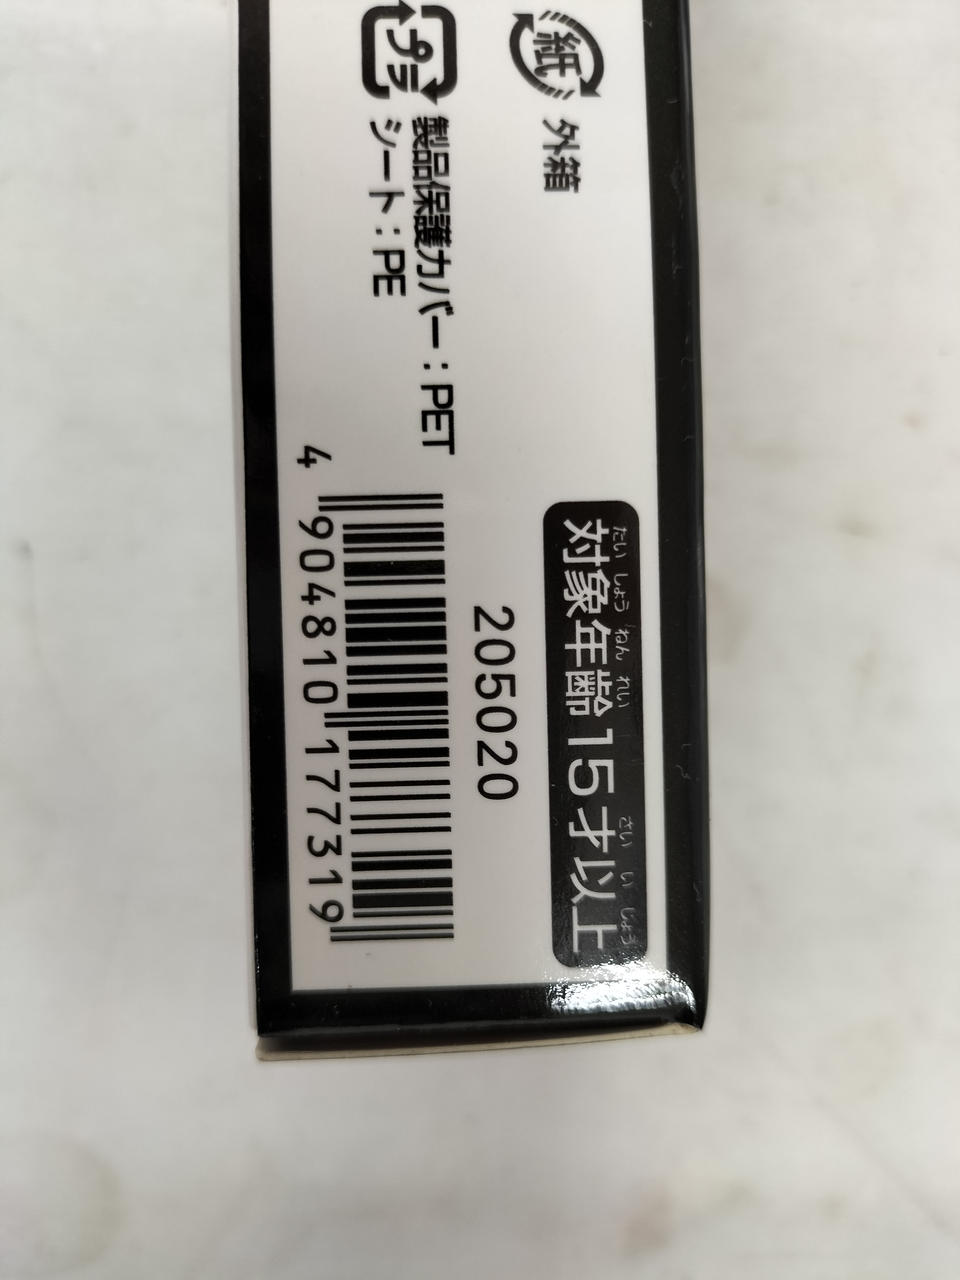 紙 外箱
プラ 製品保護カバー：PET
シート：PE
たいしょうねんれい さいいじょう
対象年齢15才以上
205020
4 904810 177319